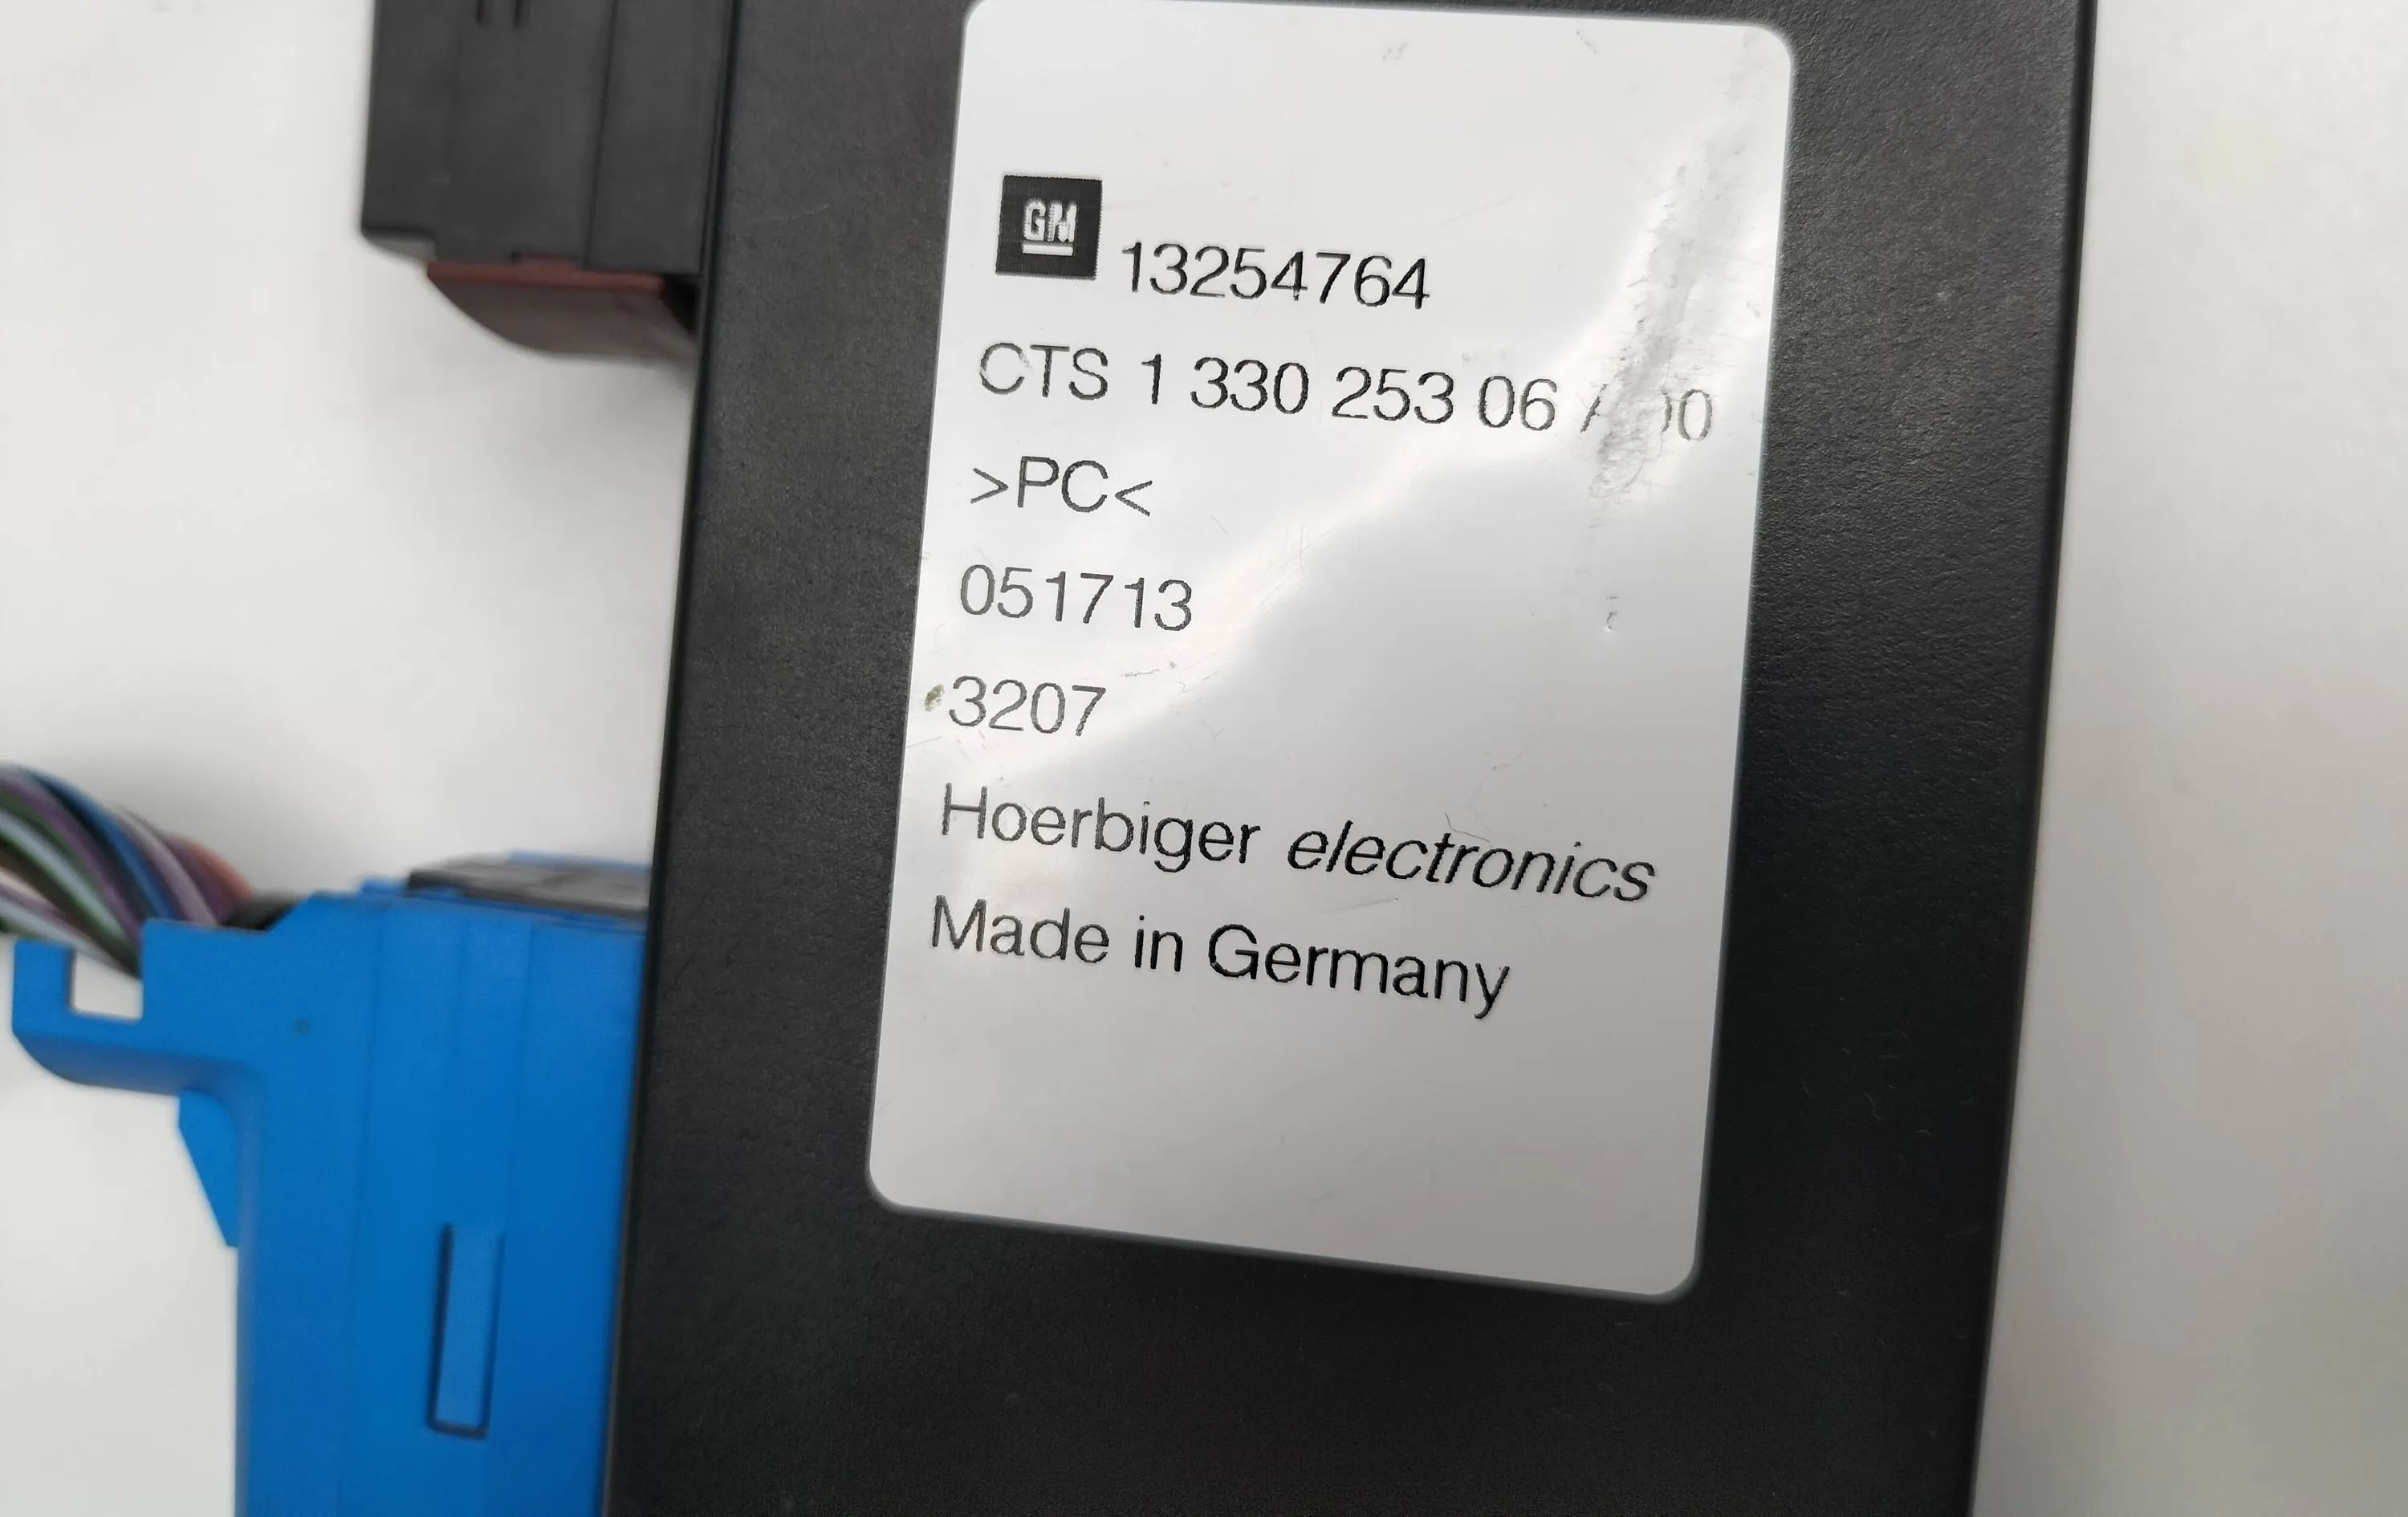 GM 13254764
CTS 1 330 253 06
>PC<
051713
3207
Hoerbiger electronics
Made in Germany